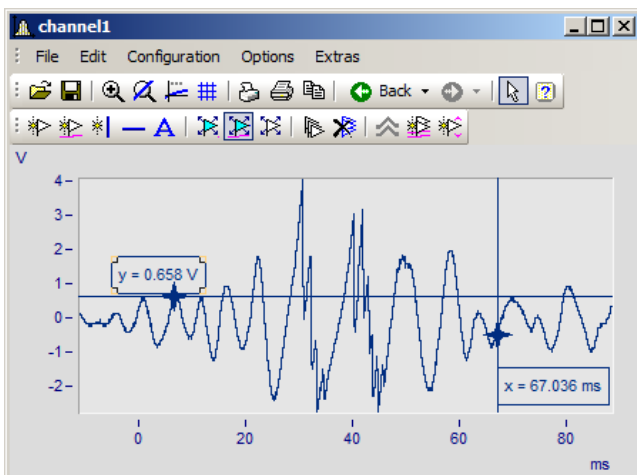 channel1
File Edit Configuration Options Extras
Back
A
V
4
3
2
1
0
-1
-2
y = 0.658 V
x = 67.036 ms
0 20 40 60 80
ms